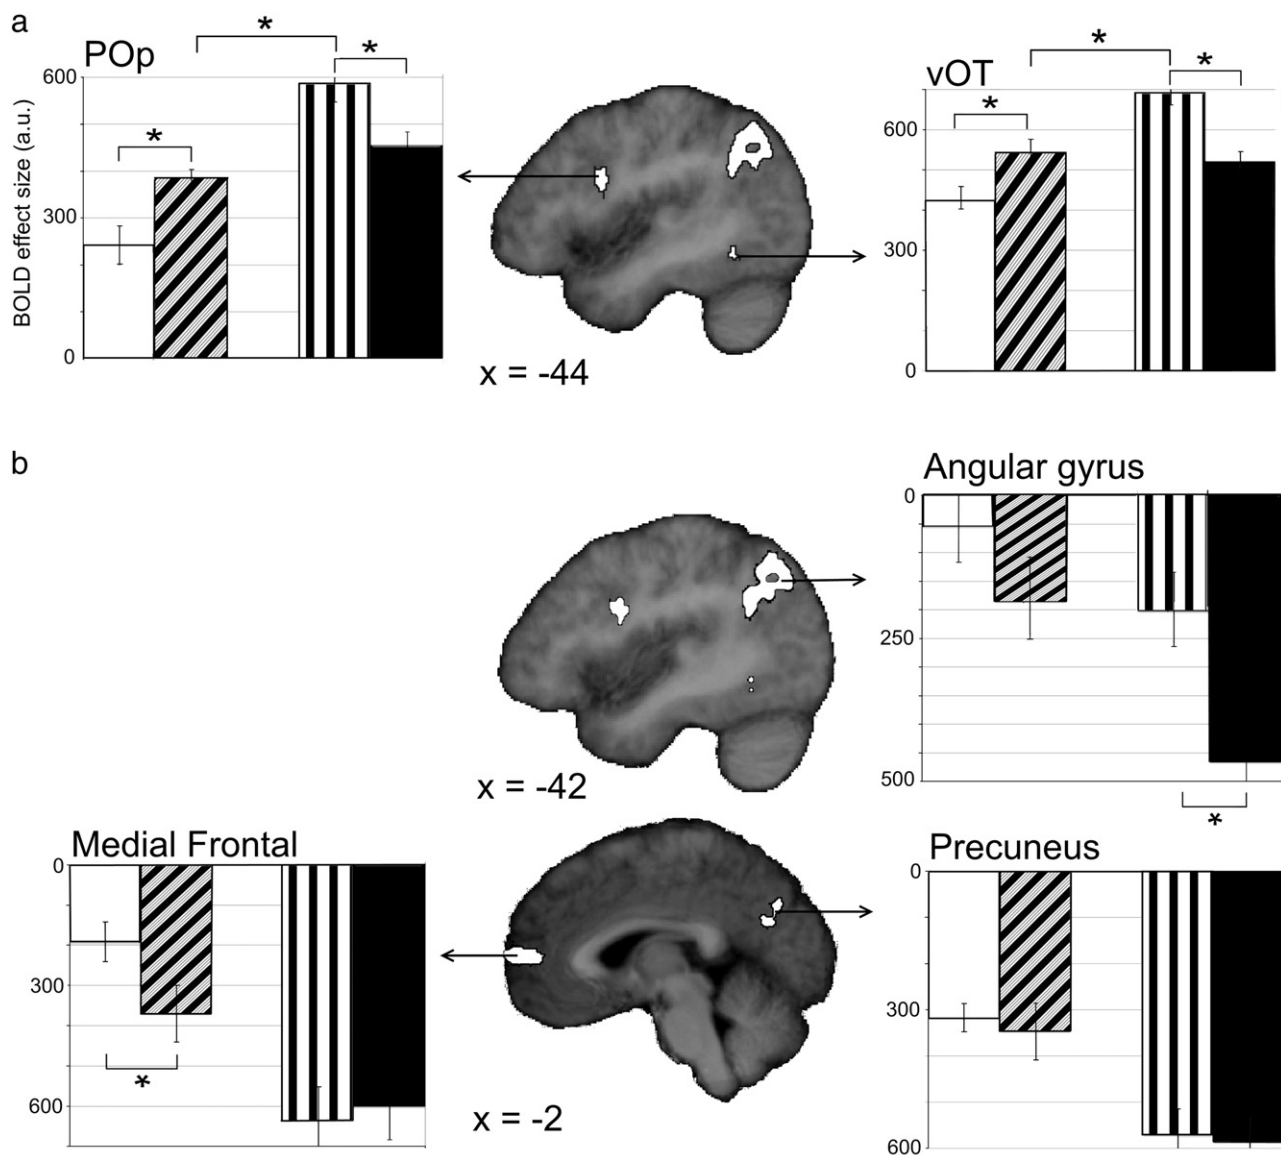 a
POp
*
*
*
600
300
0
BOLD effect size (a.u.)
x = -44
vOT
*
*
*
600
300
0
b
Angular gyrus
0
250
500
*
x = -42
Medial Frontal
0
300
600
*
x = -2
Precuneus
0
300
600